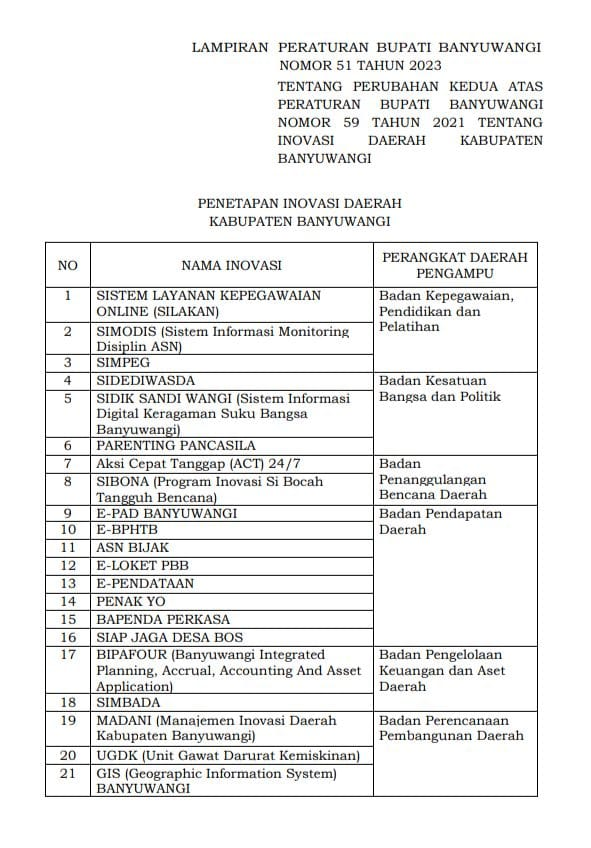 LAMPIRAN PERATURAN BUPATI BANYUWANGI
NOMOR 51 TAHUN 2023
TENTANG PERUBAHAN KEDUA ATAS
PERATURAN BUPATI BANYUWANGI
NOMOR 59 TAHUN 2021 TENTANG
INOVASI DAERAH KABUPATEN
BANYUWANGI
PENETAPAN INOVASI DAERAH
KABUPATEN BANYUWANGI
NO NAMA INOVASI PERANGKAT DAERAH
PENGAMPU
1 SISTEM LAYANAN KEPEGAWAIAN Badan Kepegawaian,
ONLINE (SILAKAN) Pendidikan dan
2 SIMODIS (Sistem Informasi Monitoring Pelatihan
Disiplin ASN)
3 SIMPEG
4 SIDEDIWASDA Badan Kesatuan
5 SIDIK SANDI WANGI (Sistem Informasi Bangsa dan Politik
Digital Keragaman Suku Bangsa
Banyuwangi)
6 PARENTING PANCASILA
7 Aksi Cepat Tanggap (ACT) 24/7 Badan
8 SIBONA (Program Inovasi Si Bocah Penanggulangan
Tangguh Bencana) Bencana Daerah
9 E-PAD BANYUWANGI Badan Pendapatan
10 E-BPHTB Daerah
11 ASN BIJAK
12 E-LOKET PBB
13 E-PENDATAAN
14 PENAK YO
15 BAPENDA PERKASA
16 SIAP JAGA DESA BOS
17 BIPAFOUR (Banyuwangi Integrated Badan Pengelolaan
Planning, Accrual, Accounting And Asset Keuangan dan Aset
Application) Daerah
18 SIMBADA
19 MADANI (Manajemen Inovasi Daerah Badan Perencanaan
Kabupaten Banyuwangi) Pembangunan Daerah
20 UGDK (Unit Gawat Darurat Kemiskinan)
21 GIS (Geographic Information System)
BANYUWANGI